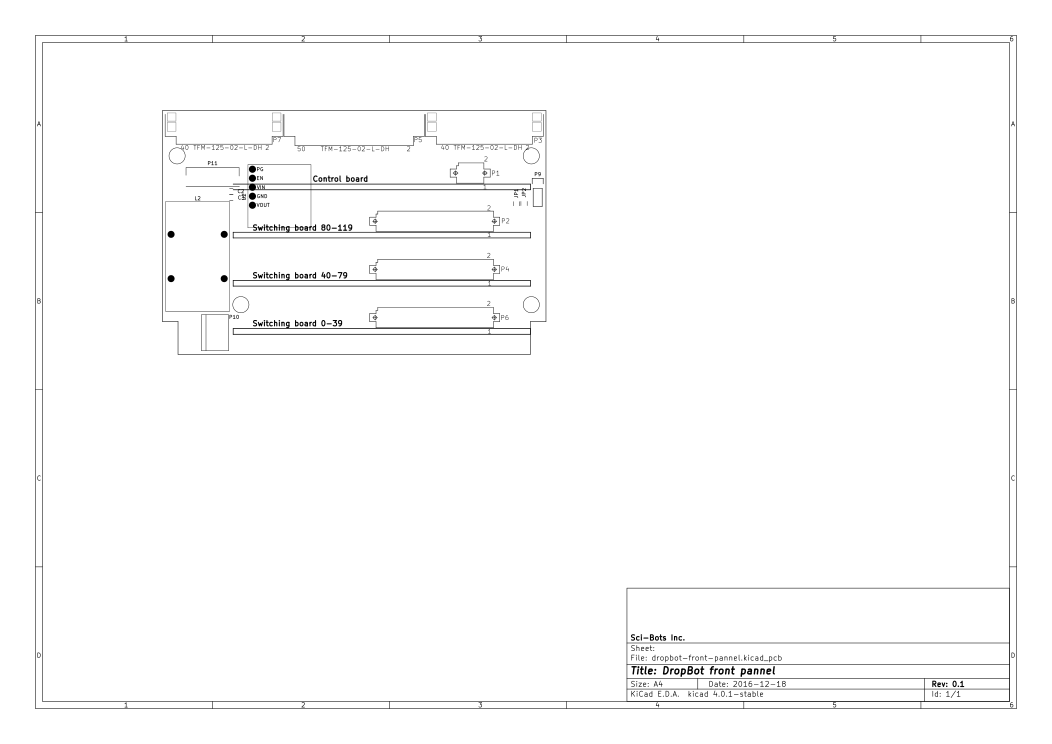 1 2 3 4 5 6
A A
P7 P5 P3
40 TFM-125-02-L-DH 2 50 TFM-125-02-L-DH 2 40 TFM-125-02-L-DH 2
P11 2
PG P1
EN Control board P9
VIN 1
GND JP1 JP2
VOUT
L2 2
P2
Switching board 80-119 1
2
P4
Switching board 40-79 1
B B
2
P10 P6
Switching board 0-39 1
C C
Sci-Bots Inc.
Sheet:
D File: dropbot-front-pannel.kicad_pcb D
Title: DropBot front pannel
Size: A4 Date: 2016-12-18 Rev: 0.1
KiCad E.D.A. kicad 4.0.1-stable Id: 1/1
1 2 3 4 5 6